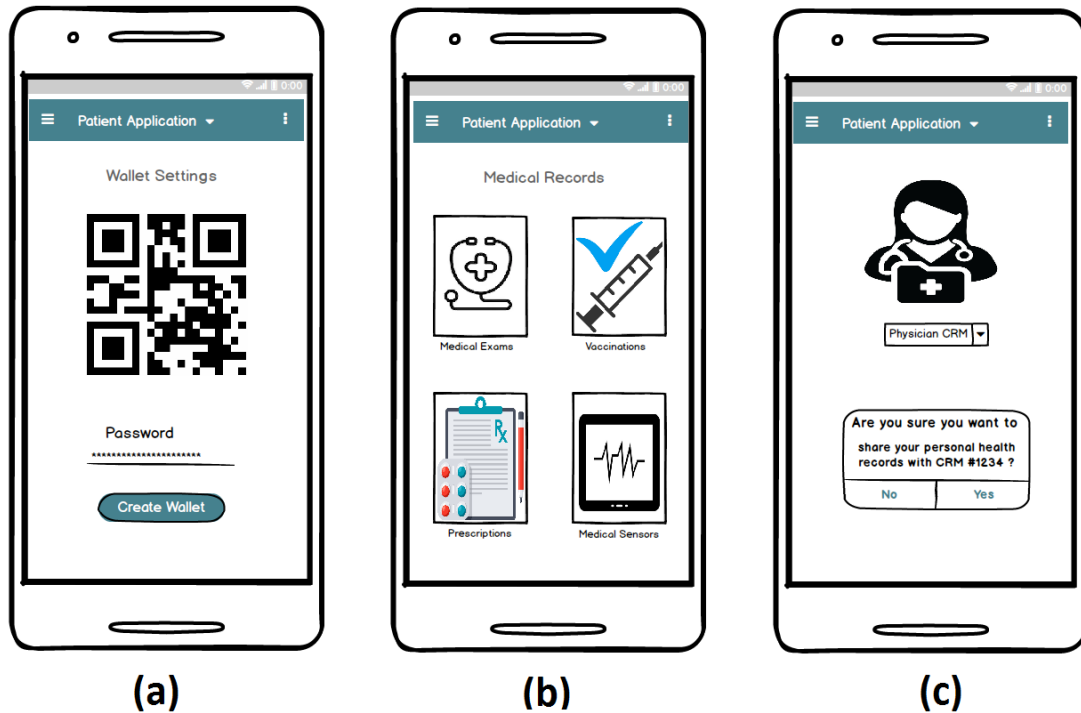 0:00
Patient Application
Wallet Settings
Password
**********************
Create Wallet
(a)
0:00
Patient Application
Medical Records
Medical Exams
Vaccinations
Rx
Prescriptions
Medical Sensors
(b)
0:00
Patient Application
Physician CRM
Are you sure you want to
share your personal health
records with CRM #1234 ?
No
Yes
(c)